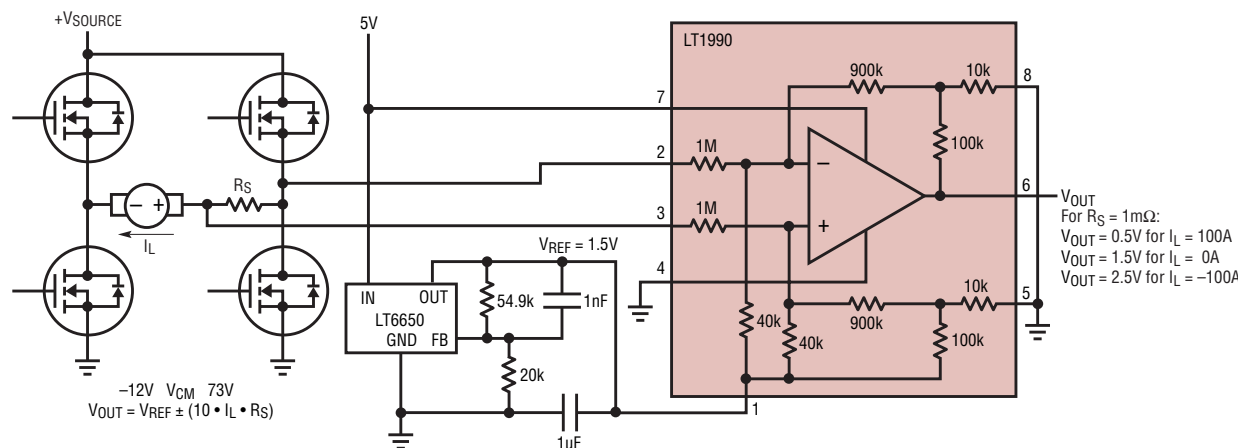 +VSOURCE
5V
LT1990
900k
10k
8
7
100k
1M
2
−
RS
6
VOUT
− +
For RS = 1mΩ:
VOUT = 0.5V for IL = 100A
VOUT = 1.5V for IL = 0A
VOUT = 2.5V for IL = –100A
1M
3
+
IL
VREF = 1.5V
4
10k
5
IN
OUT
54.9k
1nF
900k
LT6650
GND FB
40k
40k
100k
20k
–12V VCM 73V
VOUT = VREF ± (10 • IL • RS)
1
1µF